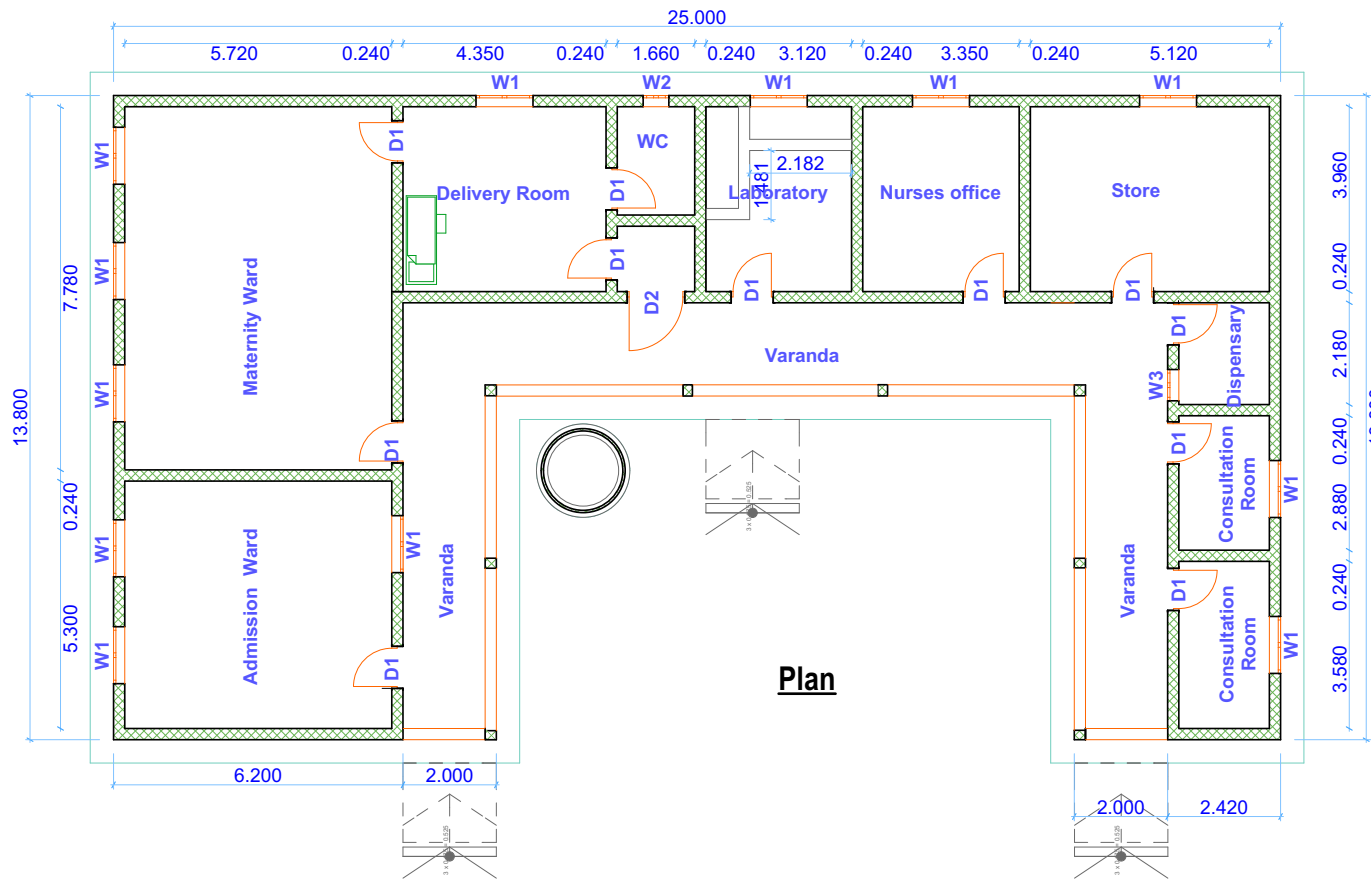 25.000
5.720
0.240
4.350
0.240
1.660
0.240
3.120
0.240
3.350
0.240
5.120
W1
W2
W1
W1
W1
W1
D1
WC
D1
Delivery Room
2.182
1.481
Laboratory
Nurses office
Store
3.960
W1
D1
0.240
7.780
Maternity Ward
D2
D1
D1
D1
D1
Dispensary
2.180
Varanda
W3
W1
13.800
D1
D1
0.240
Consultation
Room
W1
2.880
0.240
W1
W1
Admission Ward
Varanda
Varanda
D1
0.240
5.300
W1
D1
Consultation
Room
W1
3.580
Plan
6.200
2.000
2.000
2.420